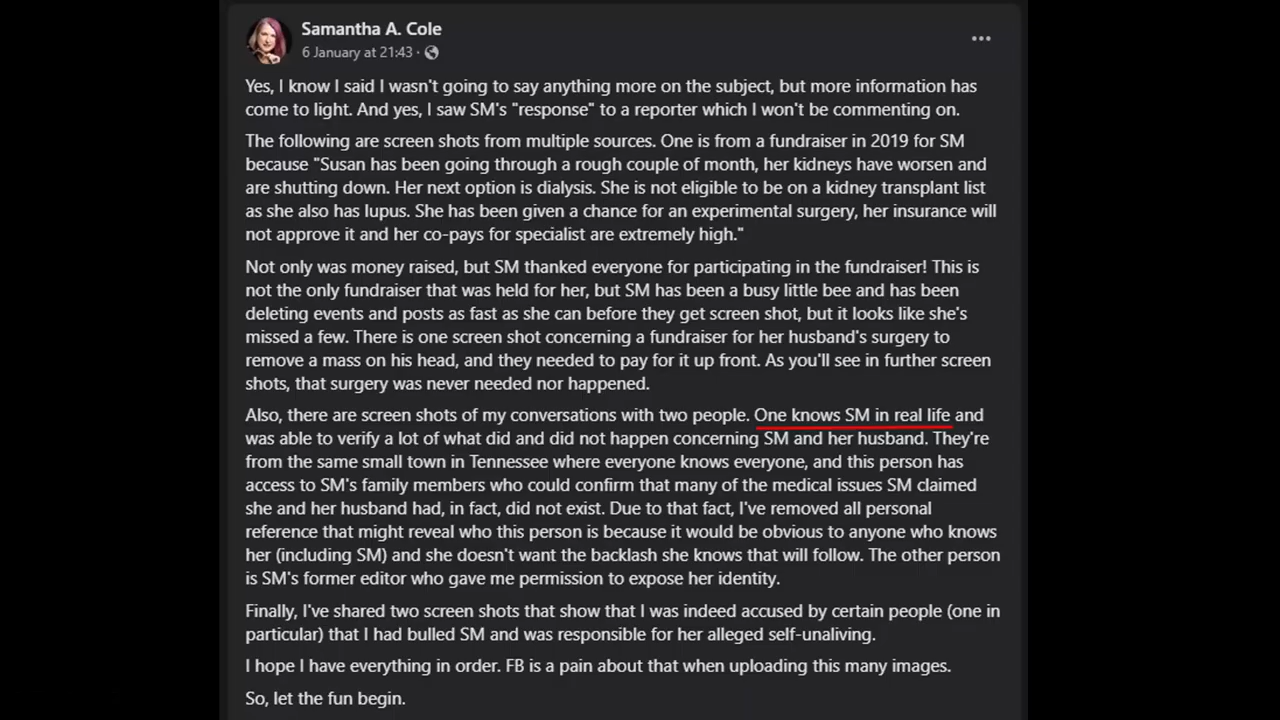 Samantha A. Cole
6 January at 21:43 ·
Yes, I know I said I wasn't going to say anything more on the subject, but more information has
come to light. And yes, I saw SM's "response" to a reporter which I won't be commenting on.
The following are screen shots from multiple sources. One is from a fundraiser in 2019 for SM
because "Susan has been going through a rough couple of month, her kidneys have worsen and
are shutting down. Her next option is dialysis. She is not eligible to be on a kidney transplant list
as she also has lupus. She has been given a chance for an experimental surgery, her insurance will
not approve it and her co-pays for specialist are extremely high."
Not only was money raised, but SM thanked everyone for participating in the fundraiser! This is
not the only fundraiser that was held for her, but SM has been a busy little bee and has been
deleting events and posts as fast as she can before they get screen shot, but it looks like she's
missed a few. There is one screen shot concerning a fundraiser for her husband's surgery to
remove a mass on his head, and they needed to pay for it up front. As you'll see in further screen
shots, that surgery was never needed nor happened.
Also, there are screen shots of my conversations with two people. One knows SM in real life and
was able to verify a lot of what did and did not happen concerning SM and her husband. They're
from the same small town in Tennessee where everyone knows everyone, and this person has
access to SM's family members who could confirm that many of the medical issues SM claimed
she and her husband had, in fact, did not exist. Due to that fact, I've removed all personal
reference that might reveal who this person is because it would be obvious to anyone who knows
her (including SM) and she doesn't want the backlash she knows that will follow. The other person
is SM's former editor who gave me permission to expose her identity.
Finally, I've shared two screen shots that show that I was indeed accused by certain people (one in
particular) that I had bulled SM and was responsible for her alleged self-unaliving.
I hope I have everything in order. FB is a pain about that when uploading this many images.
So, let the fun begin.